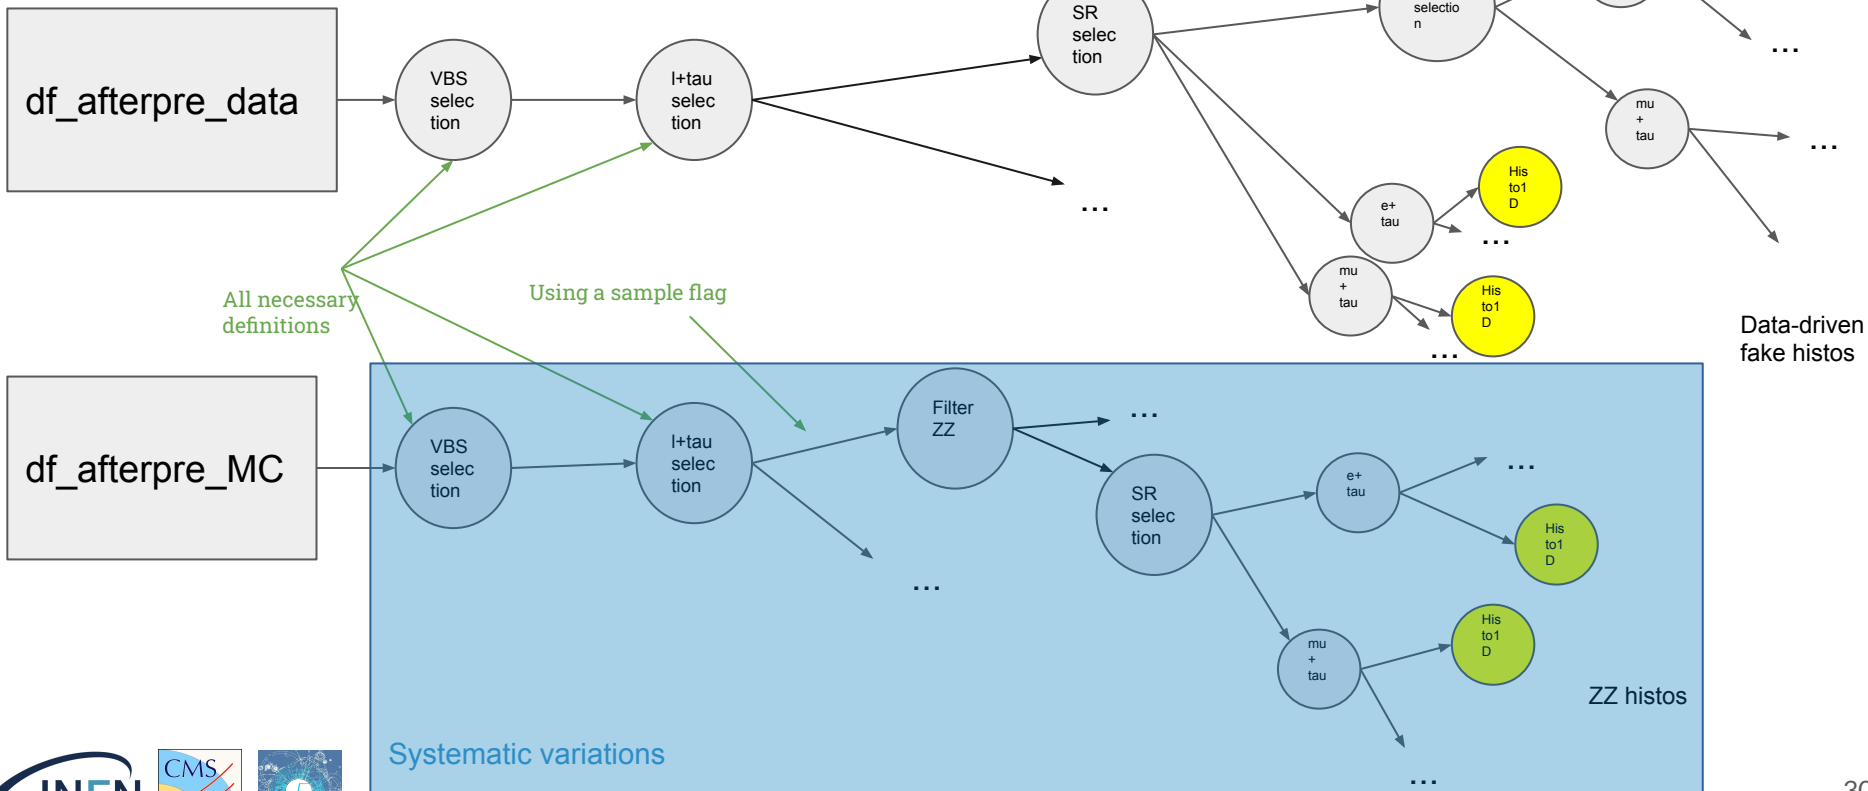 df_afterpre_data
VBS
selec
tion
l+tau
selec
tion
...
SR
selec
tion
selectio
n
...
mu
+
tau
...
e+
tau
His
to1
D
...
mu
+
tau
His
to1
D
...
Data-driven
fake histos
All necessary
definitions
Using a sample flag
df_afterpre_MC
VBS
selec
tion
l+tau
selec
tion
...
Filter
ZZ
...
SR
selec
tion
e+
tau
...
His
to1
D
mu
+
tau
His
to1
D
...
ZZ histos
Systematic variations
INFN
CMS
30